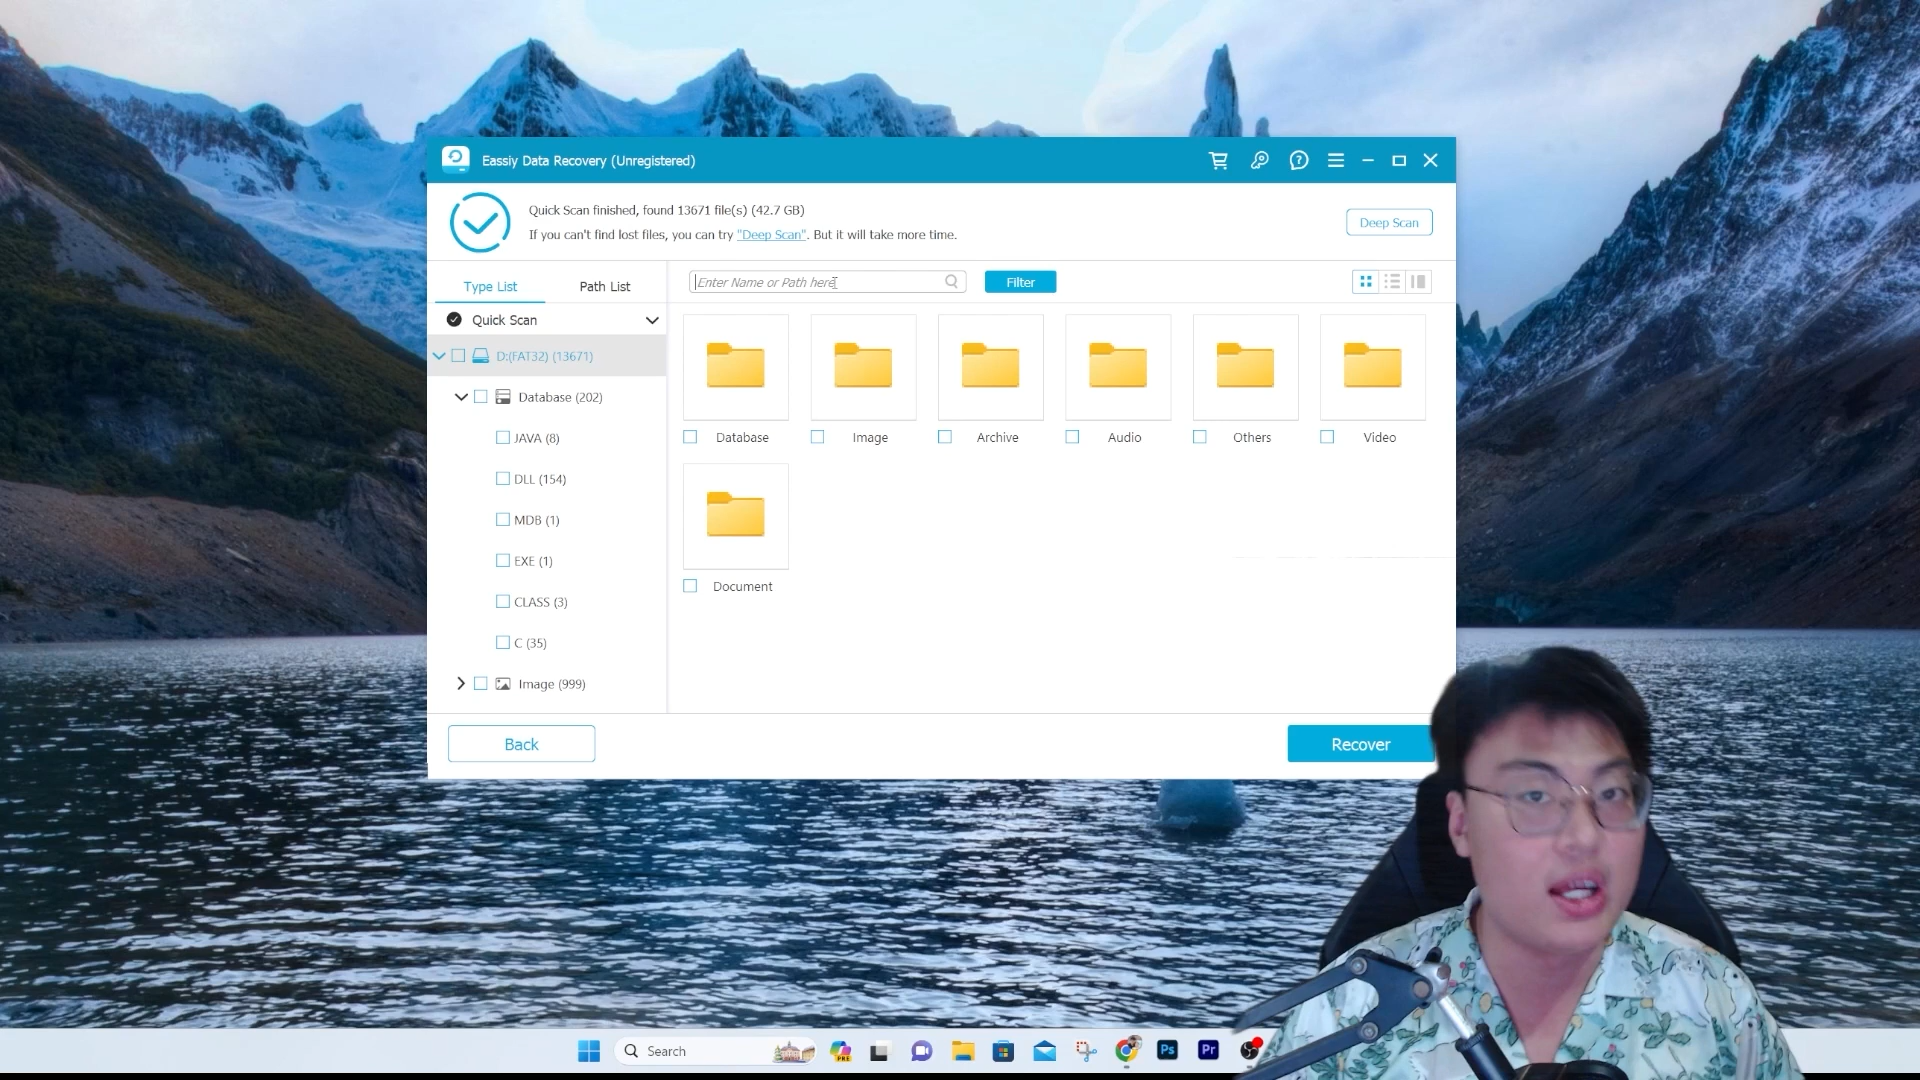 Eassiy Data Recovery (Unregistered)
Quick Scan finished, found 13671 file(s) (42.7 GB)
If you can't find lost files, you can try "Deep Scan". But it will take more time.
Deep Scan
Type List
Path List
Enter Name or Path here
Filter
Quick Scan
D:(FAT32) (13671)
Database (202)
JAVA (8)
DLL (154)
MDB (1)
EXE (1)
CLASS (3)
C (35)
Image (999)
Database
Image
Archive
Audio
Others
Video
Document
Back
Recover
Search
PRE
Ps
Pr